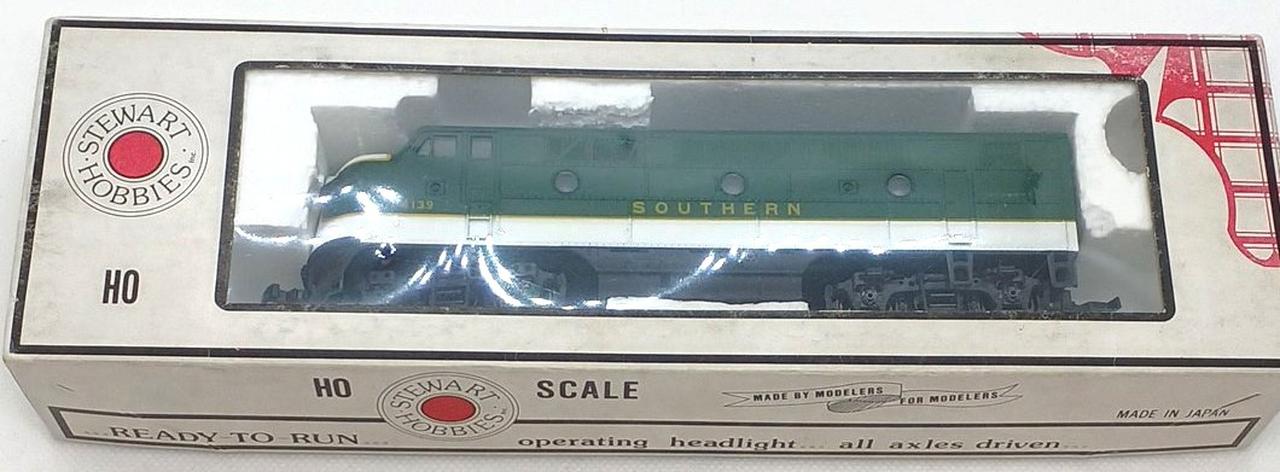 STEWART HOBBIES Inc.
HO
139
SOUTHERN
HO STEWART HOBBIES Inc. SCALE
MADE BY MODELERS FOR MODELERS
MADE IN JAPAN
...READY-TO-RUN... operating headlight... all axles driven...